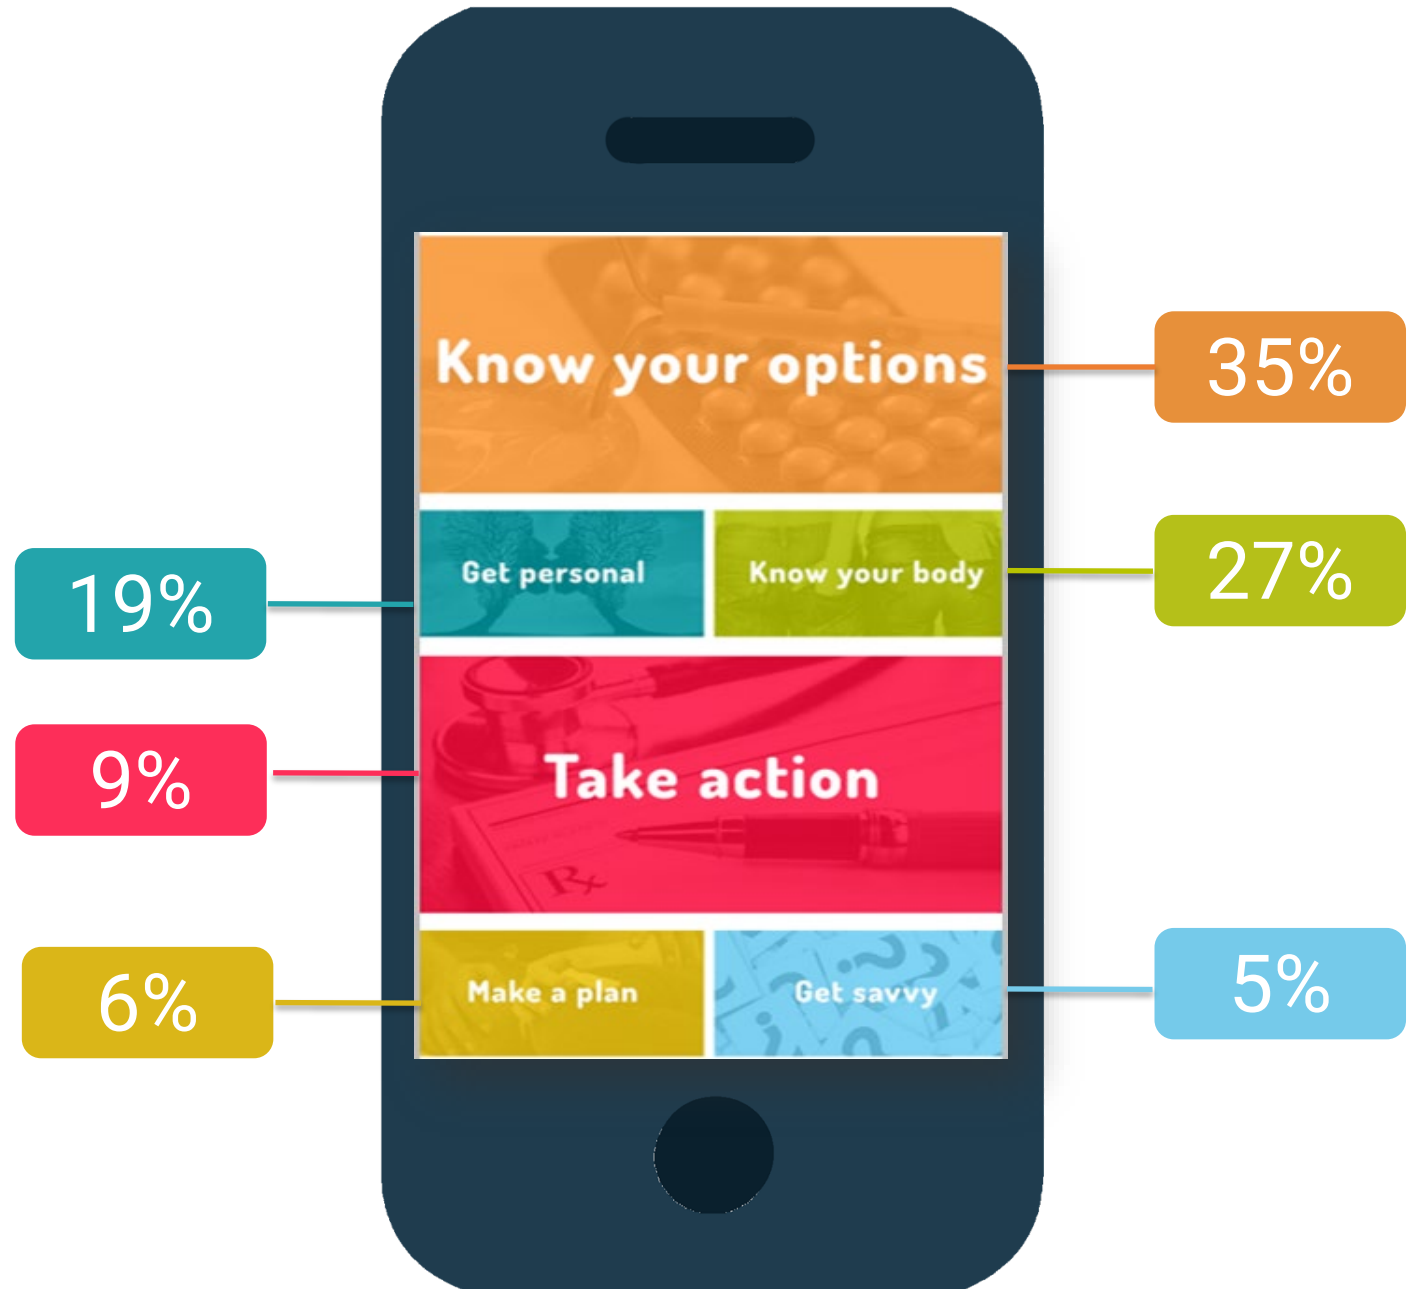 Know your options
35%
Get personal
Know your body
19%
27%
Take action
9%
Rx
Make a plan
Get savvy
6%
5%